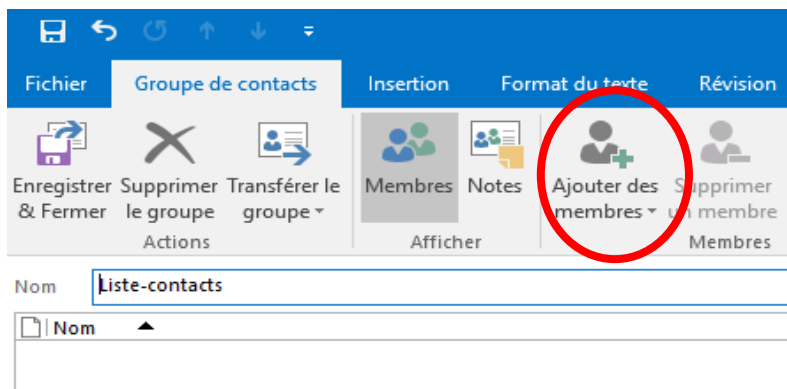 Fichier Groupe de contacts Insertion Format du texte Révision
Enregistrer Supprimer Transférer le Membres Notes Ajouter des Supprimer
& Fermer le groupe groupe membres un membre
Actions Afficher Membres
Nom Liste-contacts
Nom